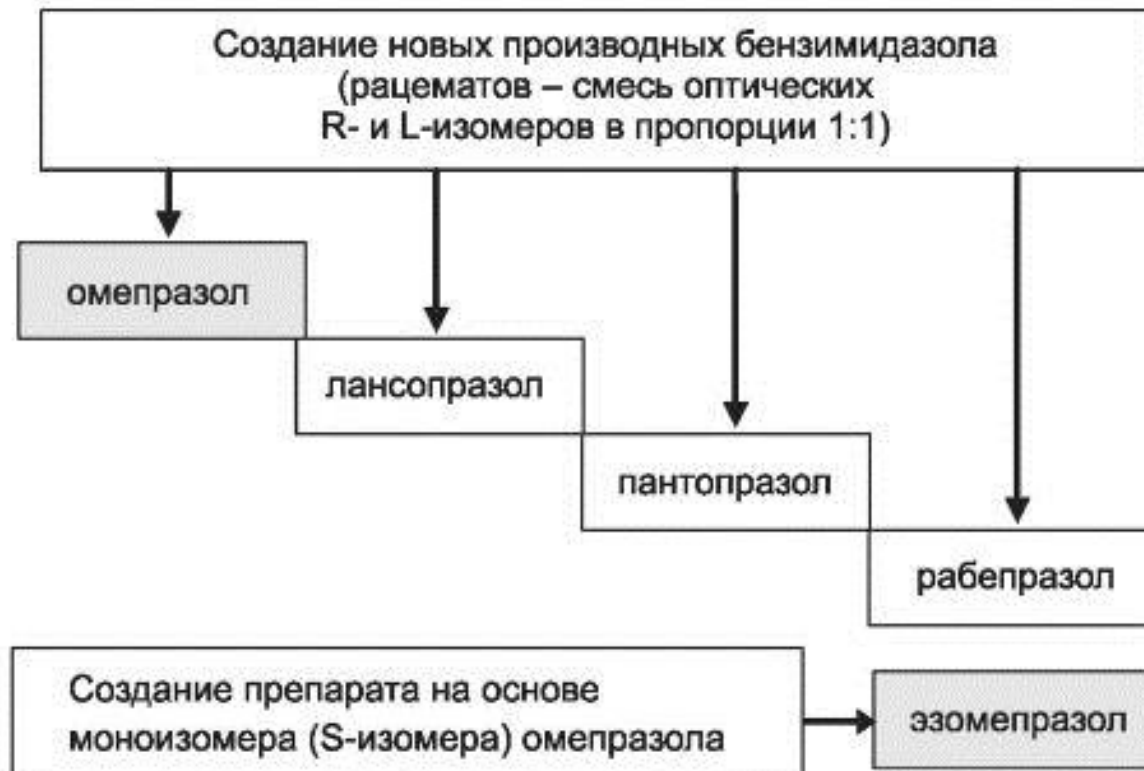 Создание новых производных бензимидазола
(рацематов – смесь оптических
R- и L-изомеров в пропорции 1:1)
омепразол
лансопразол
пантопразол
рабепразол
Создание препарата на основе
моноизомера (S-изомера) омепразола
эзомепразол